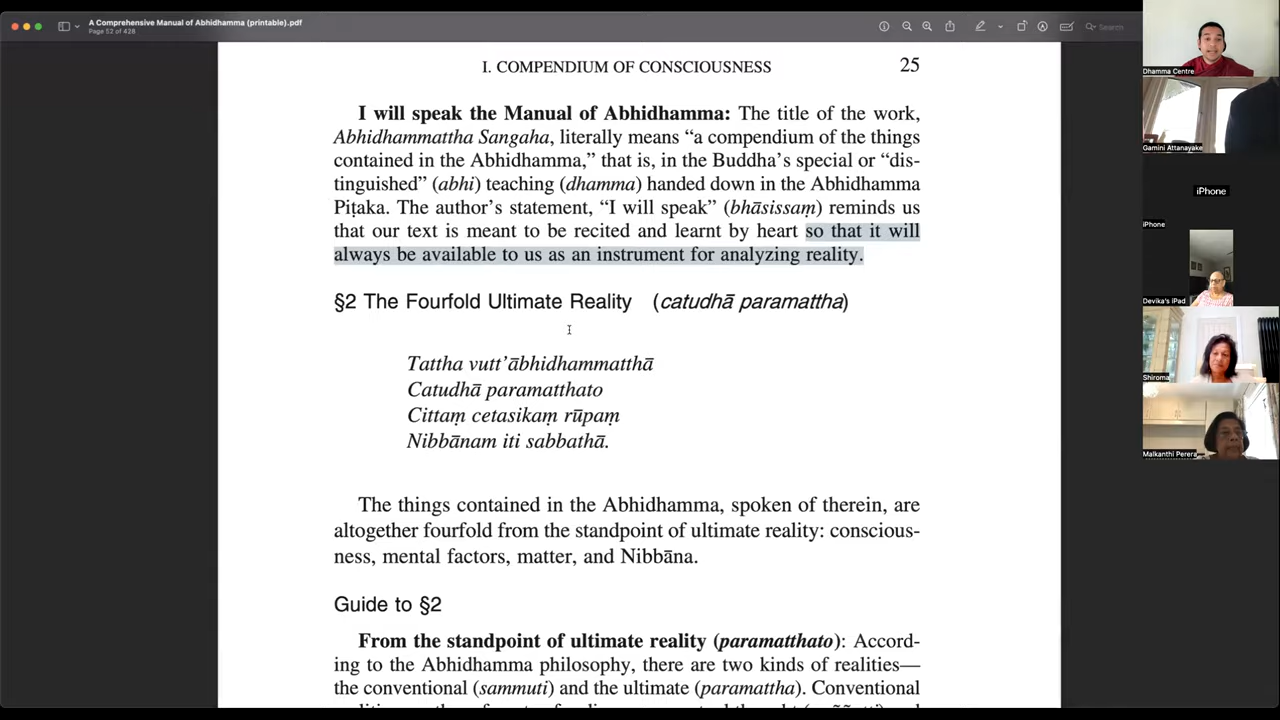 A Comprehensive Manual of Abhidhamma (printable).pdf
Page 52 of 428
Search
I. COMPENDIUM OF CONSCIOUSNESS 25
I will speak the Manual of Abhidhamma: The title of the work,
Abhidhammattha Sangaha, literally means “a compendium of the things
contained in the Abhidhamma,” that is, in the Buddha’s special or “dis-
tinguished” (abhi) teaching (dhamma) handed down in the Abhidhamma
Piṭaka. The author’s statement, “I will speak” (bhāsissaṃ) reminds us
that our text is meant to be recited and learnt by heart so that it will
always be available to us as an instrument for analyzing reality.
§2 The Fourfold Ultimate Reality (catudhā paramattha)
Tattha vutt’ābhidhammatthā
Catudhā paramatthato
Cittaṃ cetasikaṃ rūpaṃ
Nibbānam iti sabbathā.
The things contained in the Abhidhamma, spoken of therein, are
altogether fourfold from the standpoint of ultimate reality: conscious-
ness, mental factors, matter, and Nibbāna.
Guide to §2
From the standpoint of ultimate reality (paramatthato): Accord-
ing to the Abhidhamma philosophy, there are two kinds of realities—
the conventional (sammuti) and the ultimate (paramattha). Conventional
Dhamma Centre
Gamini Attanayake
iPhone
iPhone
Devika's iPad
Shiroma
Malkanthi Perera